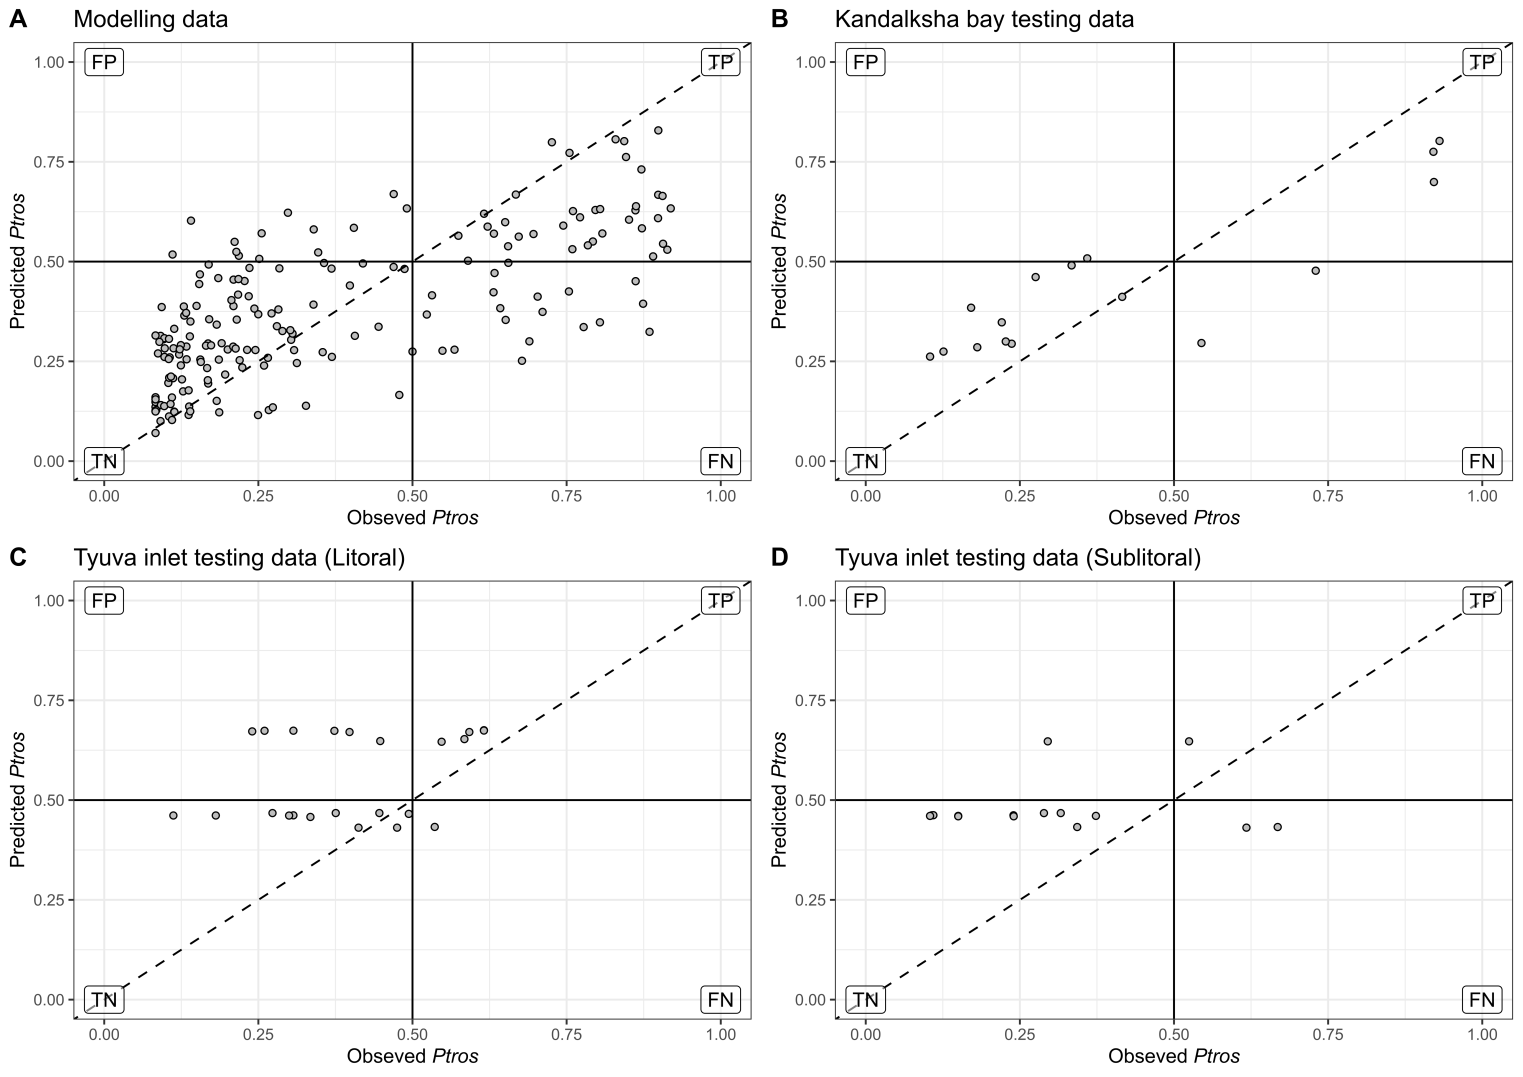 A Modelling data
FP
TP
TN
FN
1.00
0.75
0.50
0.25
0.00
0.00 0.25 0.50 0.75 1.00
Predicted Ptros
Obseved Ptros
B Kandalksha bay testing data
FP
TP
TN
FN
1.00
0.75
0.50
0.25
0.00
0.00 0.25 0.50 0.75 1.00
Predicted Ptros
Obseved Ptros
C Tyuva inlet testing data (Litoral)
FP
TP
TN
FN
1.00
0.75
0.50
0.25
0.00
0.00 0.25 0.50 0.75 1.00
Predicted Ptros
Obseved Ptros
D Tyuva inlet testing data (Sublitoral)
FP
TP
TN
FN
1.00
0.75
0.50
0.25
0.00
0.00 0.25 0.50 0.75 1.00
Predicted Ptros
Obseved Ptros